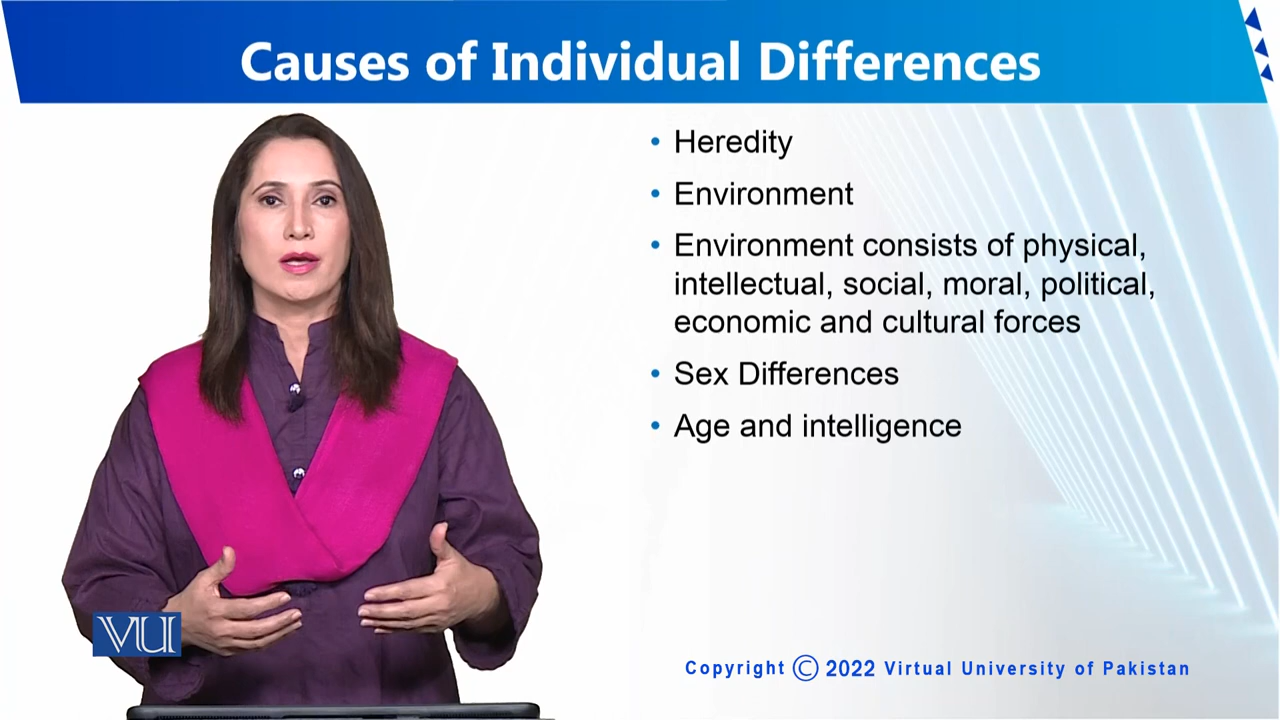 Causes of Individual Differences
• Heredity
• Environment
• Environment consists of physical,
intellectual, social, moral, political,
economic and cultural forces
• Sex Differences
• Age and intelligence
VU
Copyright © 2022 Virtual University of Pakistan